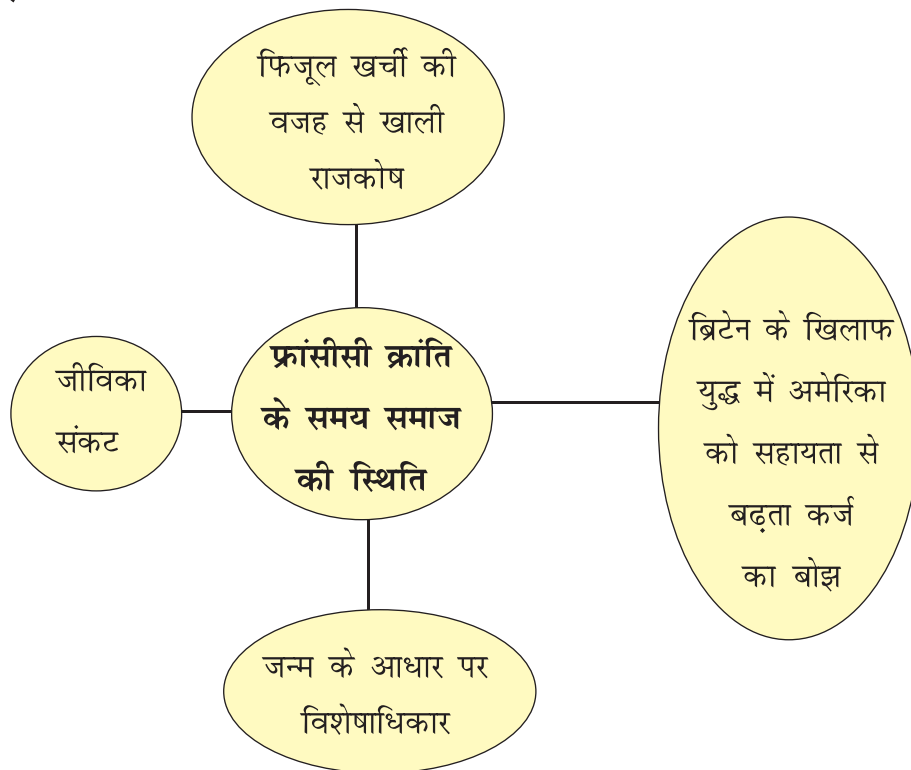 फिजूल खर्ची की
वजह से खाली
राजकोष
जीविका
संकट
फ्रांसीसी क्रांति
के समय समाज
की स्थिति
ब्रिटेन के खिलाफ
युद्ध में अमेरिका
को सहायता से
बढ़ता कर्ज
का बोझ
जन्म के आधार पर
विशेषाधिकार